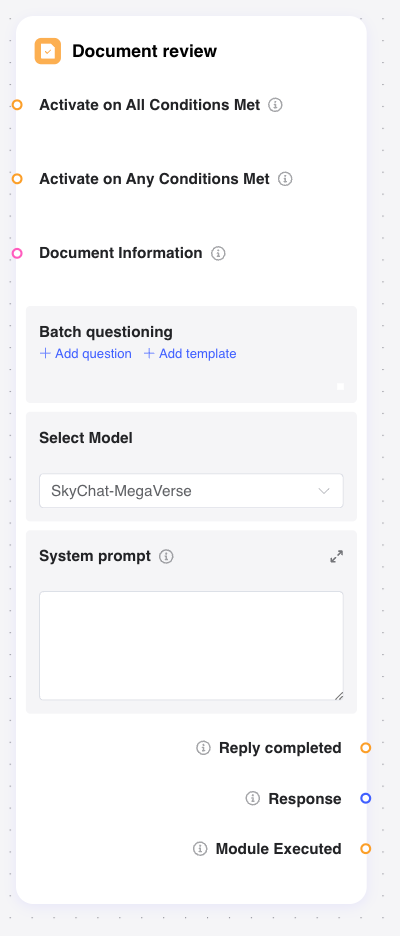 Document review
Activate on All Conditions Met
Activate on Any Conditions Met
Document Information
Batch questioning
+ Add question + Add template
Select Model
SkyChat-MegaVerse
System prompt
Reply completed
Response
Module Executed